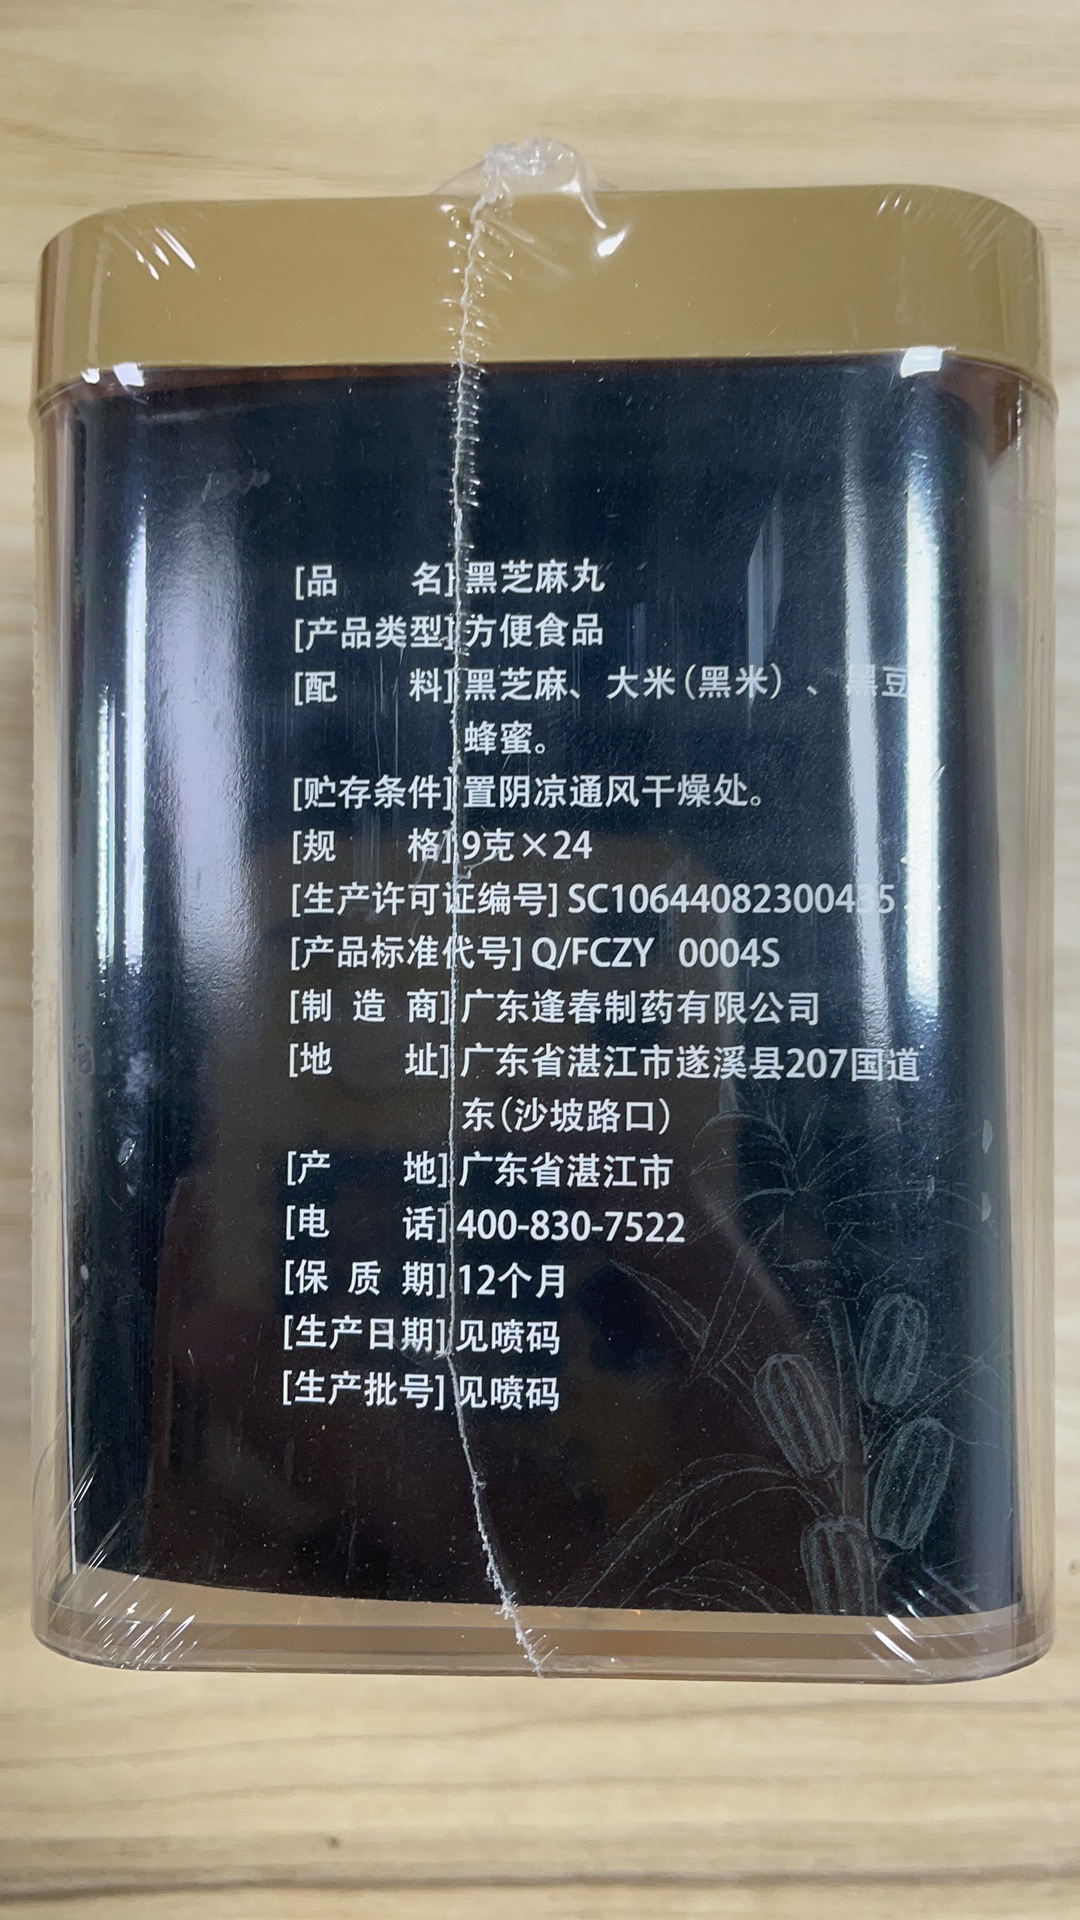 [品 名] 黑芝麻丸
[产品类型] 方便食品
[配 料] 黑芝麻、大米(黑米)、黑豆
蜂蜜。
[贮存条件] 置阴凉通风干燥处。
[规 格] 9克×24
[生产许可证编号] SC10644082300435
[产品标准代号] Q/FCZY 0004S
[制 造 商] 广东逢春制药有限公司
[地 址] 广东省湛江市遂溪县207国道
东(沙坡路口)
[产 地] 广东省湛江市
[电 话] 400-830-7522
[保 质 期] 12个月
[生产日期] 见喷码
[生产批号] 见喷码